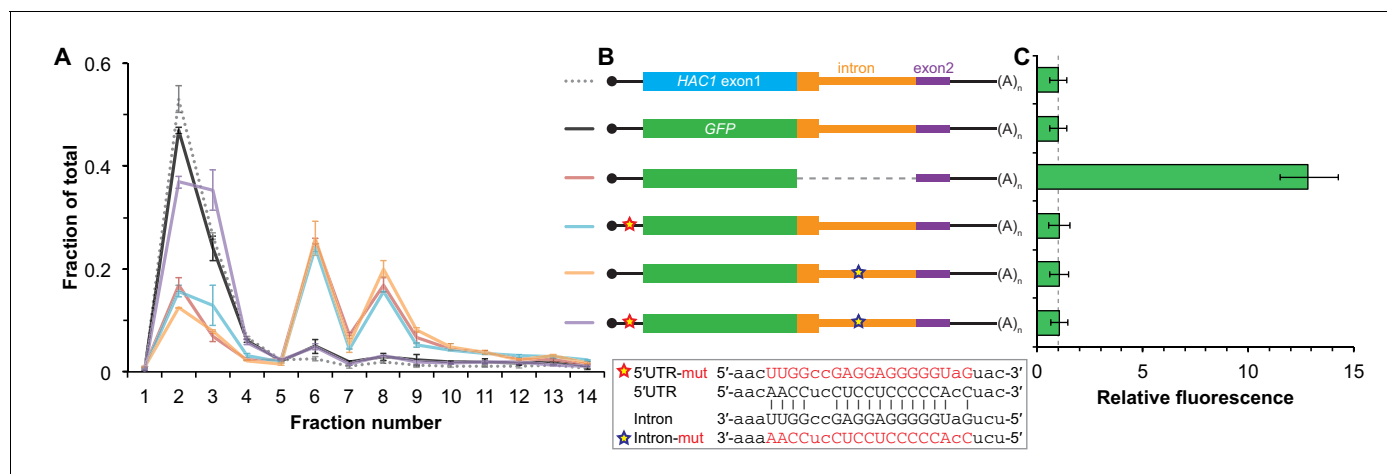 A
B
C
0.6
0.4
0.2
0
Fraction of total
1 2 3 4 5 6 7 8 9 10 11 12 13 14
Fraction number
intron
exon2
HAC1 exon1
(A)n
GFP
(A)n
(A)n
(A)n
(A)n
(A)n
5′UTR-mut 5′-aacUUGGccGAGGAGGGGGUaGuac-3′
5′UTR 5′-aacAACCucCUCCUCCCCCAcCuac-3′
Intron 3′-aaaUUGGccGAGGAGGGGGUaGucu-5′
Intron-mut 3′-aaaAACCucCUCCUCCCCCAcCucu-5′
0 5 10 15
Relative fluorescence